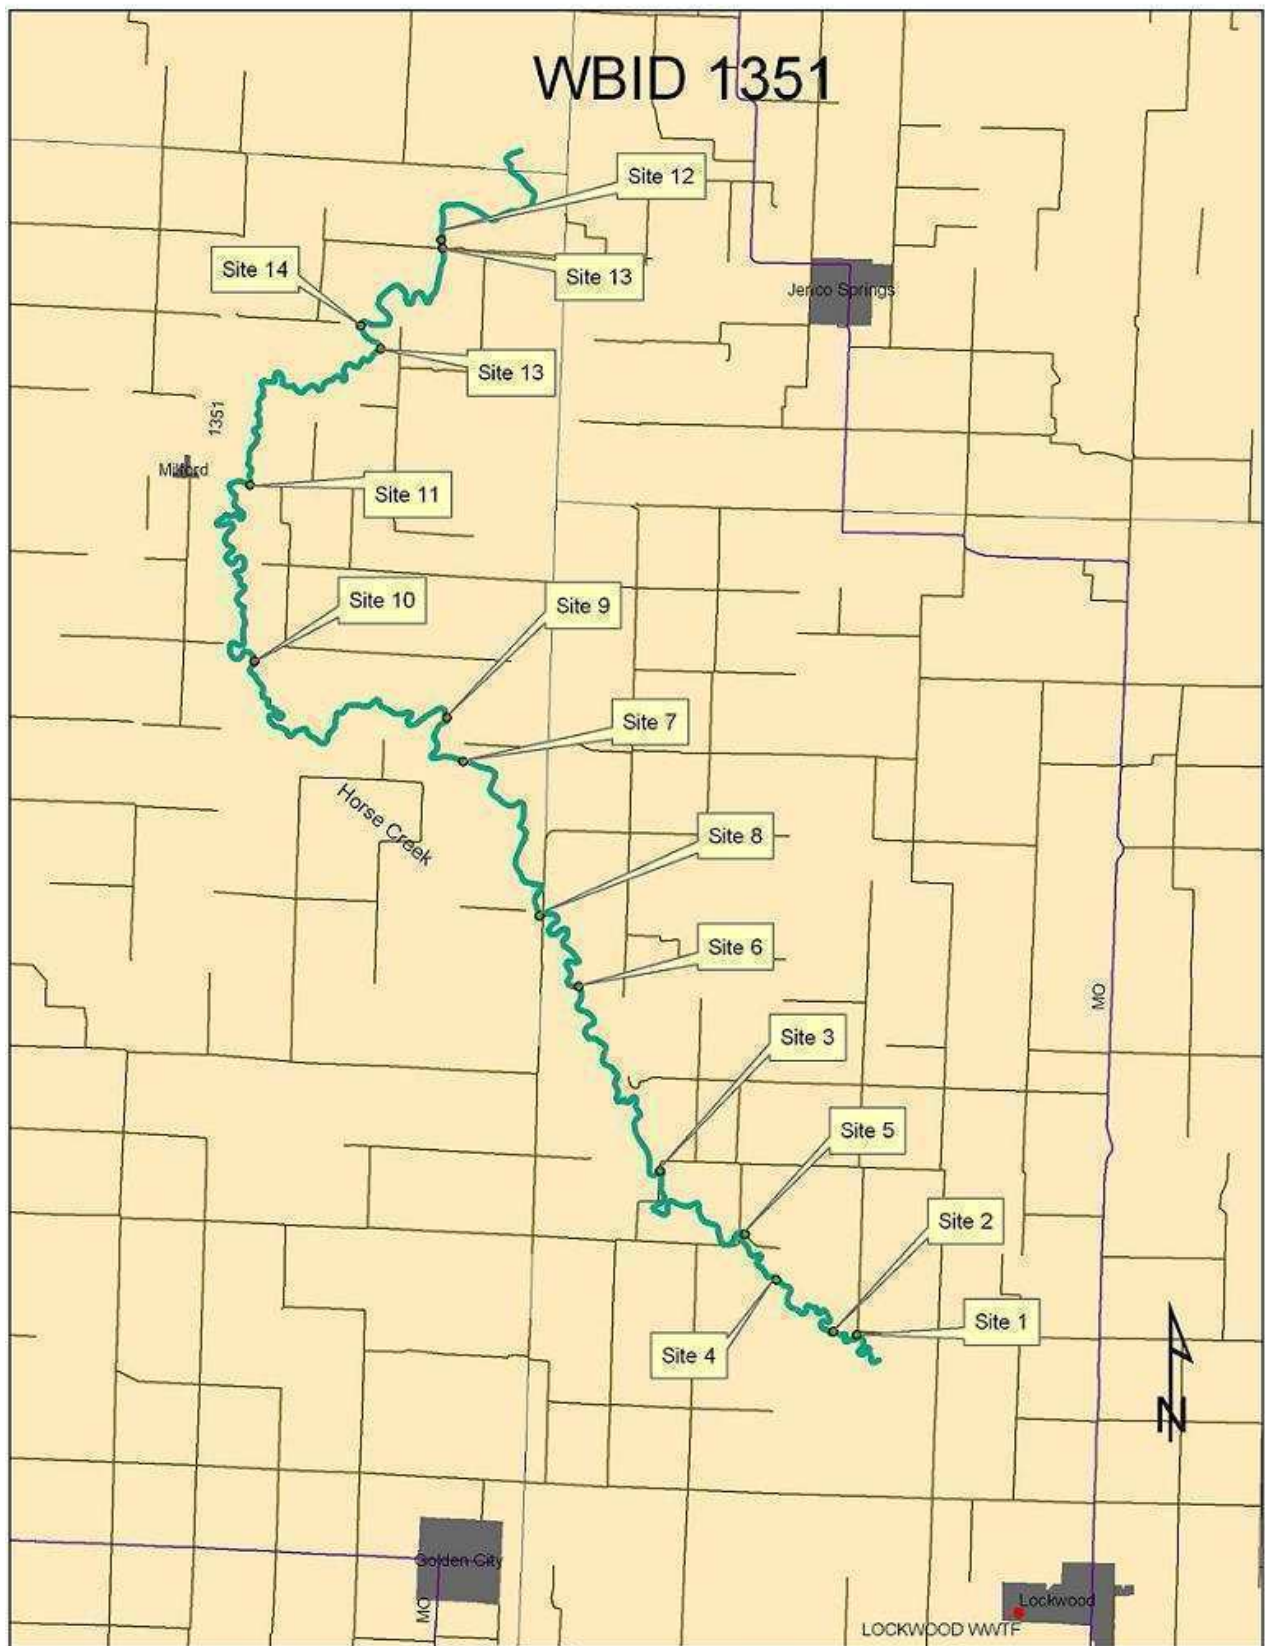 WBID 1351
Site 12
Site 14
Site 13
Jerico Springs
Site 13
1351
Milford
Site 11
Site 10
Site 9
Site 7
Horse Creek
Site 8
Site 6
MO
Site 3
Site 5
Site 2
Site 1
Site 4
N
Golden City
MO
Lockwood
LOCKWOOD WWTF